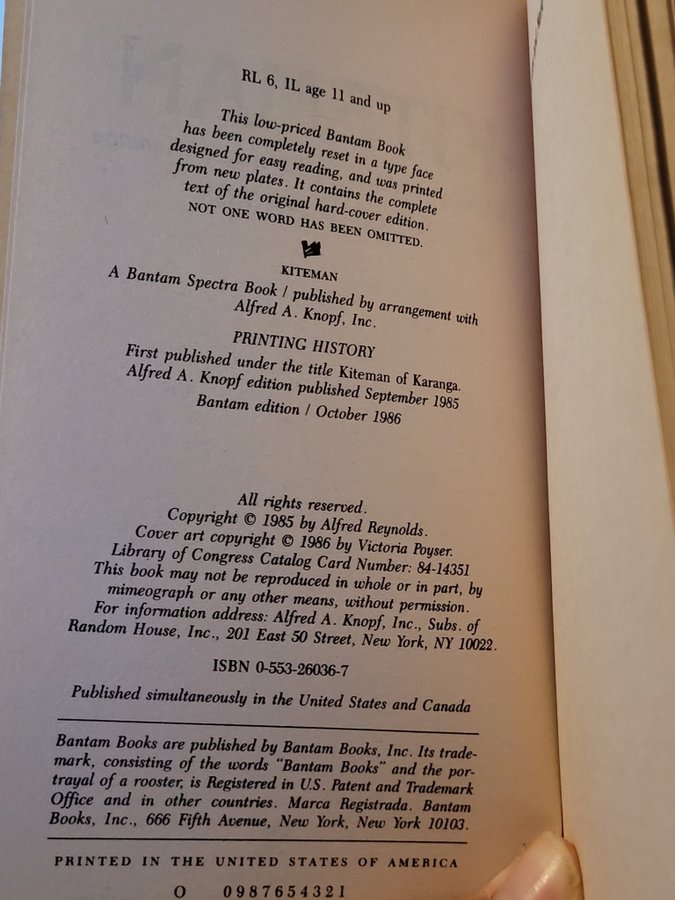 RL 6, IL age 11 and up
This low-priced Bantam Book
has been completely reset in a type face
designed for easy reading, and was printed
from new plates. It contains the complete
text of the original hard-cover edition.
NOT ONE WORD HAS BEEN OMITTED.
KITEMAN
A Bantam Spectra Book / published by arrangement with
Alfred A. Knopf, Inc.
PRINTING HISTORY
First published under the title Kiteman of Karanga.
Alfred A. Knopf edition published September 1985
Bantam edition / October 1986
All rights reserved.
Copyright © 1985 by Alfred Reynolds.
Cover art copyright © 1986 by Victoria Poyser.
Library of Congress Catalog Card Number: 84-14351
This book may not be reproduced in whole or in part, by
mimeograph or any other means, without permission.
For information address: Alfred A. Knopf, Inc., Subs. of
Random House, Inc., 201 East 50 Street, New York, NY 10022.
ISBN 0-553-26036-7
Published simultaneously in the United States and Canada
Bantam Books are published by Bantam Books, Inc. Its trade-
mark, consisting of the words "Bantam Books" and the por-
trayal of a rooster, is Registered in U.S. Patent and Trademark
Office and in other countries. Marca Registrada. Bantam
Books, Inc., 666 Fifth Avenue, New York, New York 10103.
PRINTED IN THE UNITED STATES OF AMERICA
O 0987654321